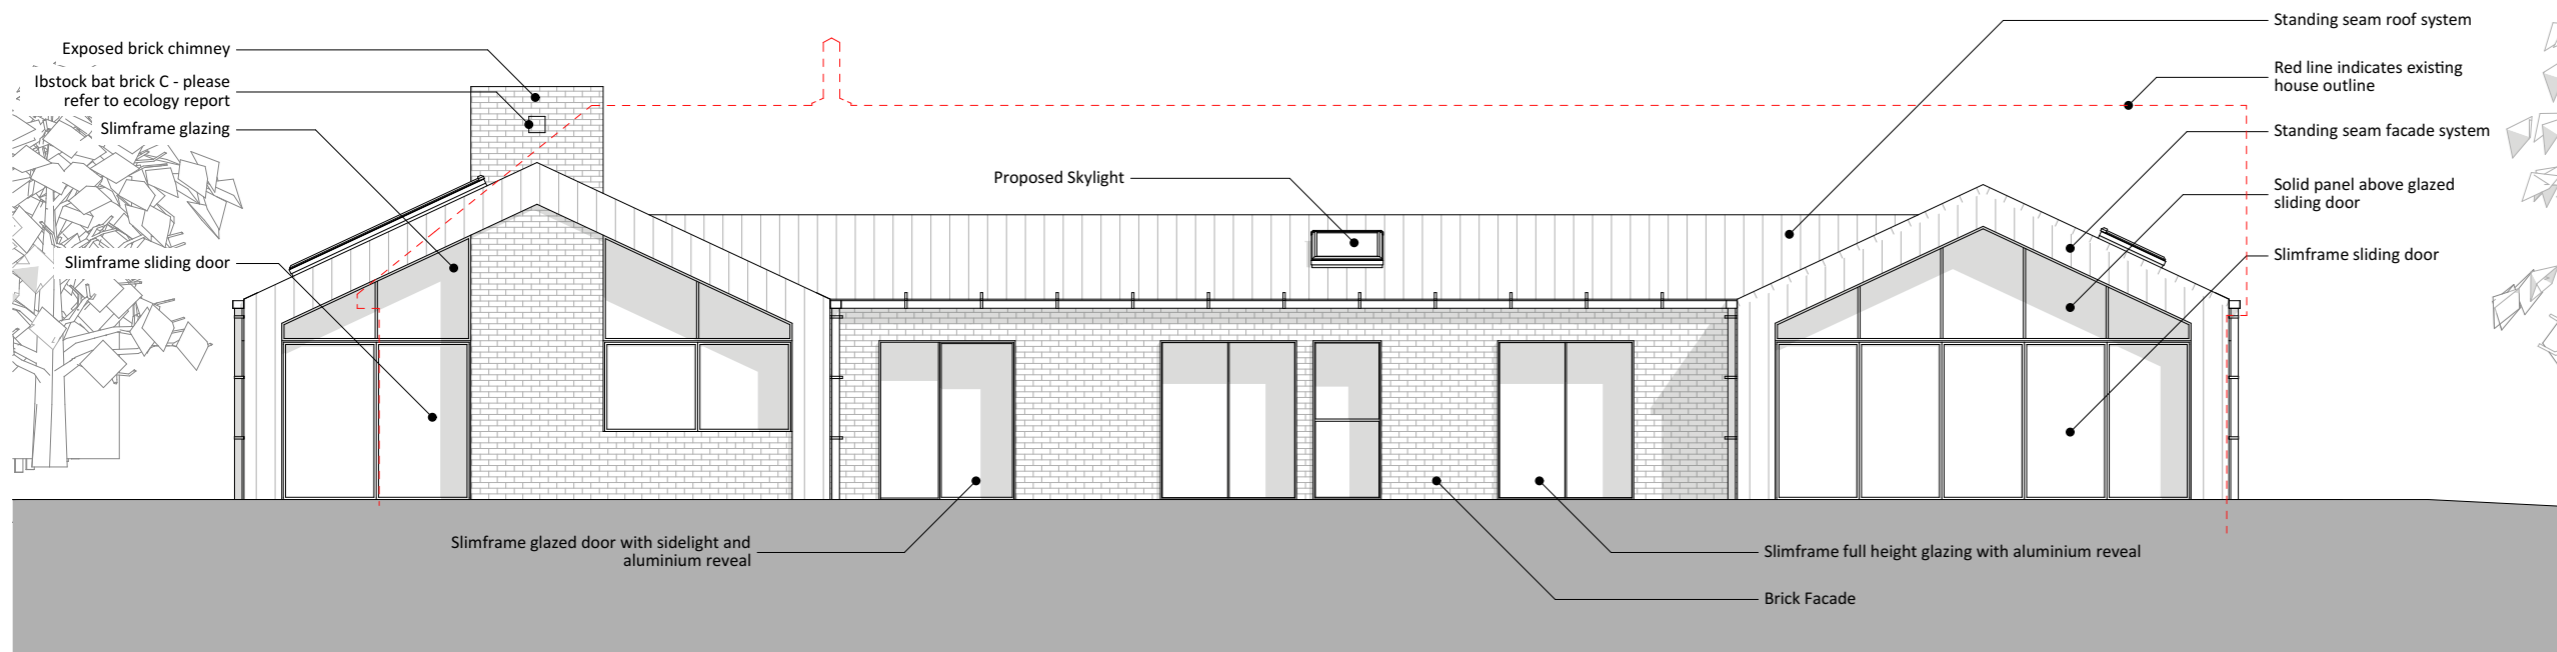 Exposed brick chimney
Ibstock bat brick C - please
refer to ecology report
Slimframe glazing
Slimframe sliding door
Proposed Skylight
Standing seam roof system
Red line indicates existing
house outline
Standing seam facade system
Solid panel above glazed
sliding door
Slimframe sliding door
Slimframe glazed door with sidelight and
aluminium reveal
Slimframe full height glazing with aluminium reveal
Brick Facade